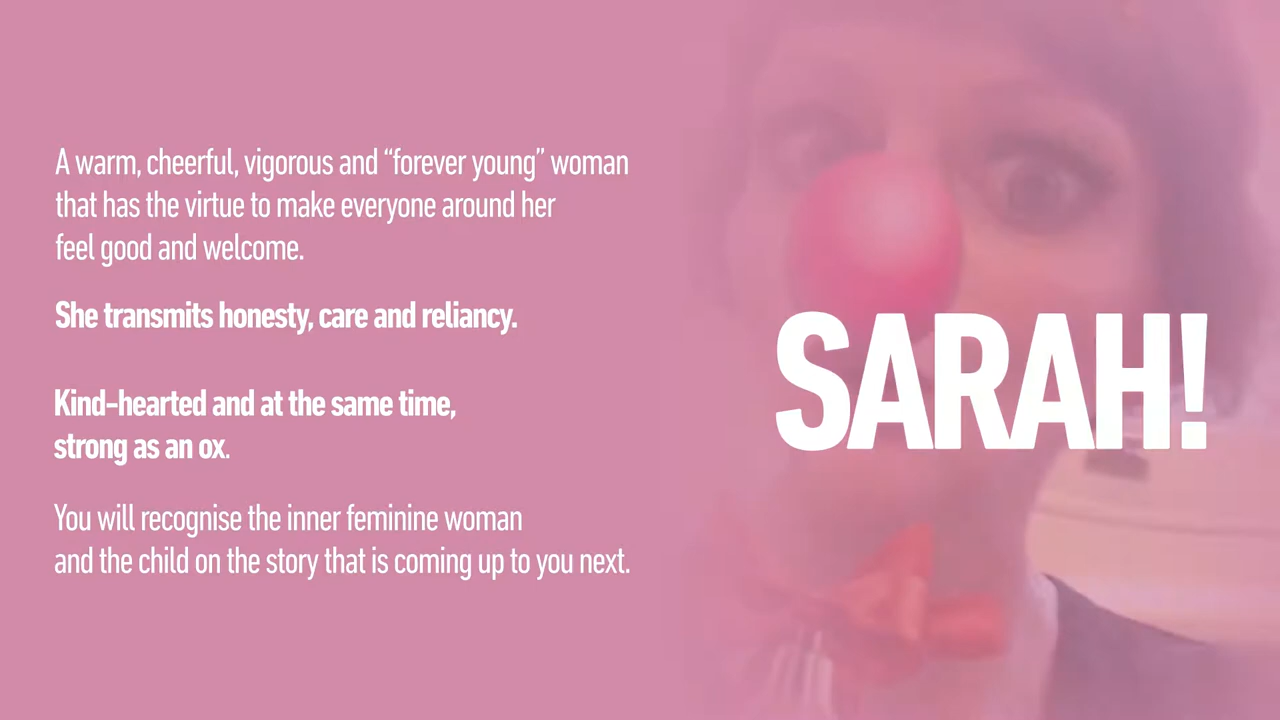 A warm, cheerful, vigorous and “forever young” woman
that has the virtue to make everyone around her
feel good and welcome.
She transmits honesty, care and reliancy.
Kind-hearted and at the same time,
strong as an ox.
You will recognise the inner feminine woman
and the child on the story that is coming up to you next.
SARAH!